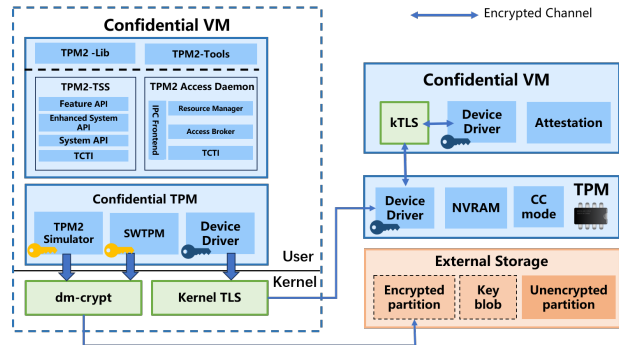 Encrypted Channel
Confidential VM
TPM2 -Lib
TPM2-Tools
TPM2-TSS
Feature API
Enhanced System
API
System API
TCTI
TPM2 Access Daemon
IPC Frontend
Resource Manager
Access Broker
TCTI
Confidential TPM
TPM2
Simulator
SWTPM
Device
Driver
User
Kernel
dm-crypt
Kernel TLS
Confidential VM
kTLS
Device
Driver
Attestation
TPM
Device
Driver
NVRAM
CC
mode
External Storage
Encrypted
partition
Key
blob
Unencrypted
partition